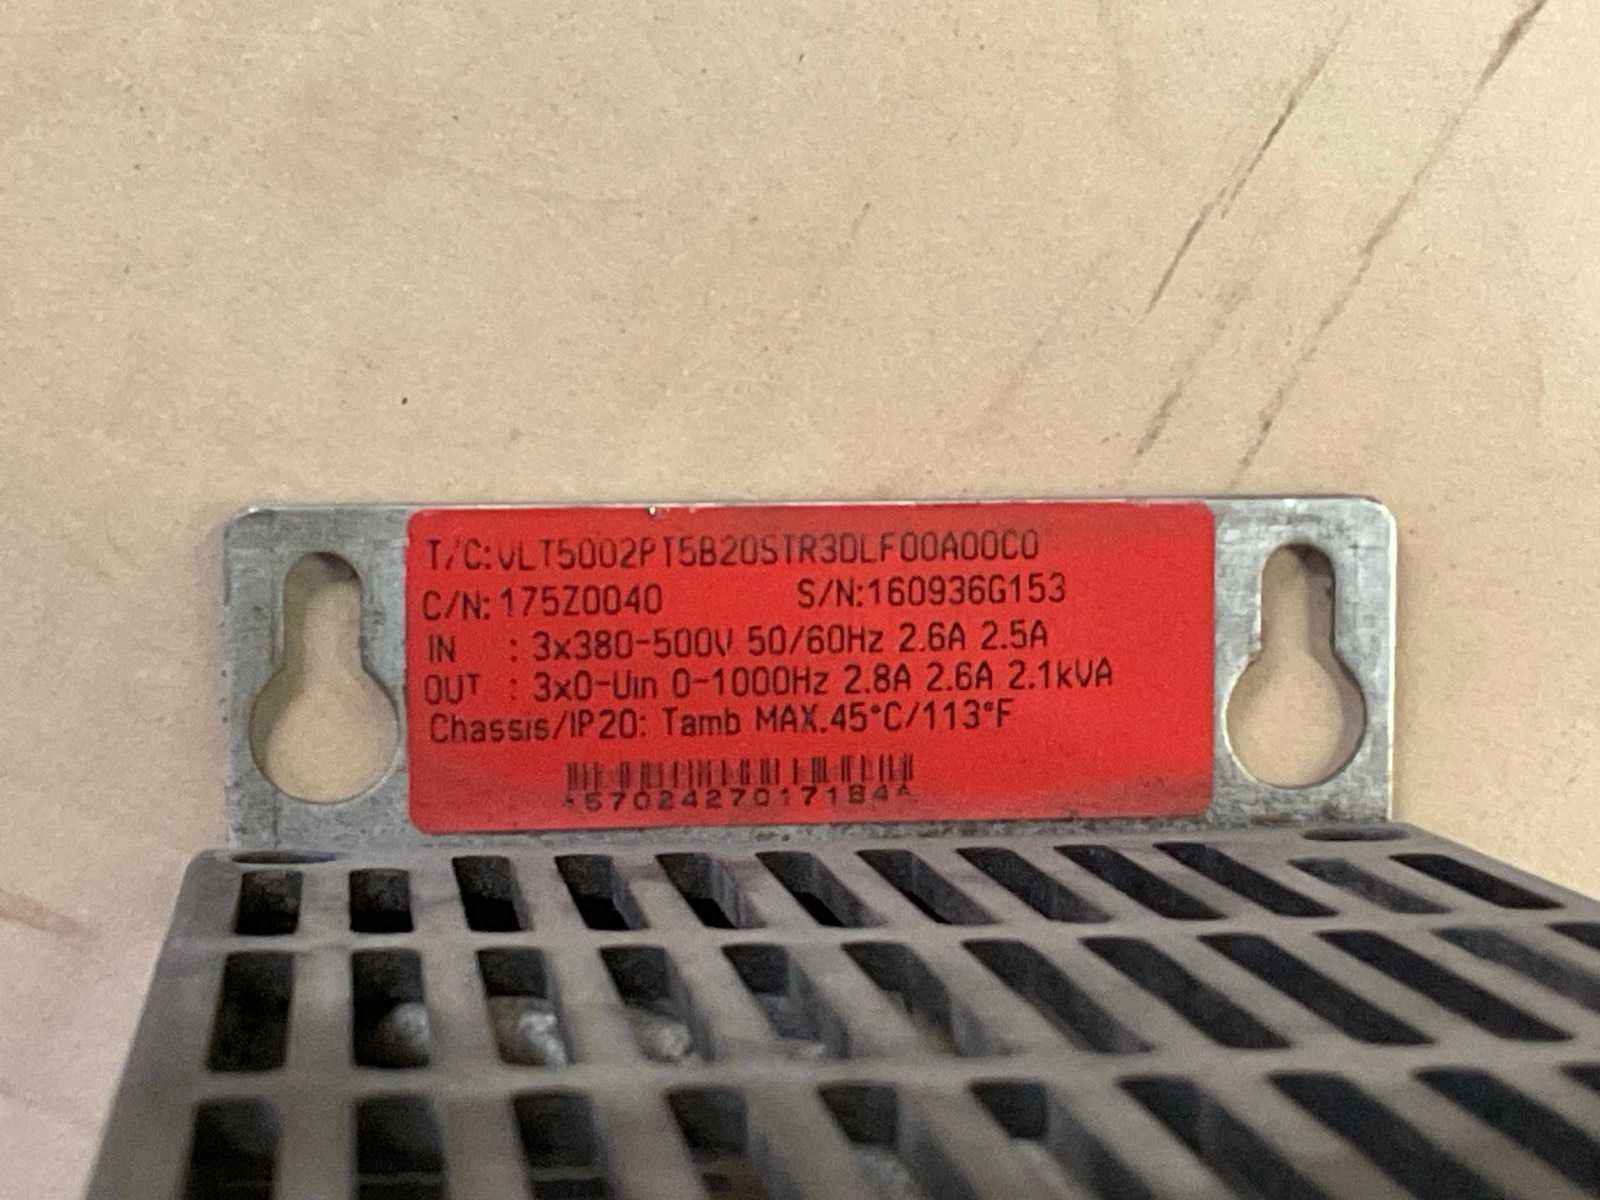 T/C:VLT5002PT5B20STR3DLF00A00C0
C/N: 175Z0040 S/N:160936G153
IN : 3x380-500V 50/60Hz 2.6A 2.5A
OUT : 3x0-Uin 0-1000Hz 2.8A 2.6A 2.1kVA
Chassis/IP20: Tamb MAX.45°C/113°F
A5702427017184A